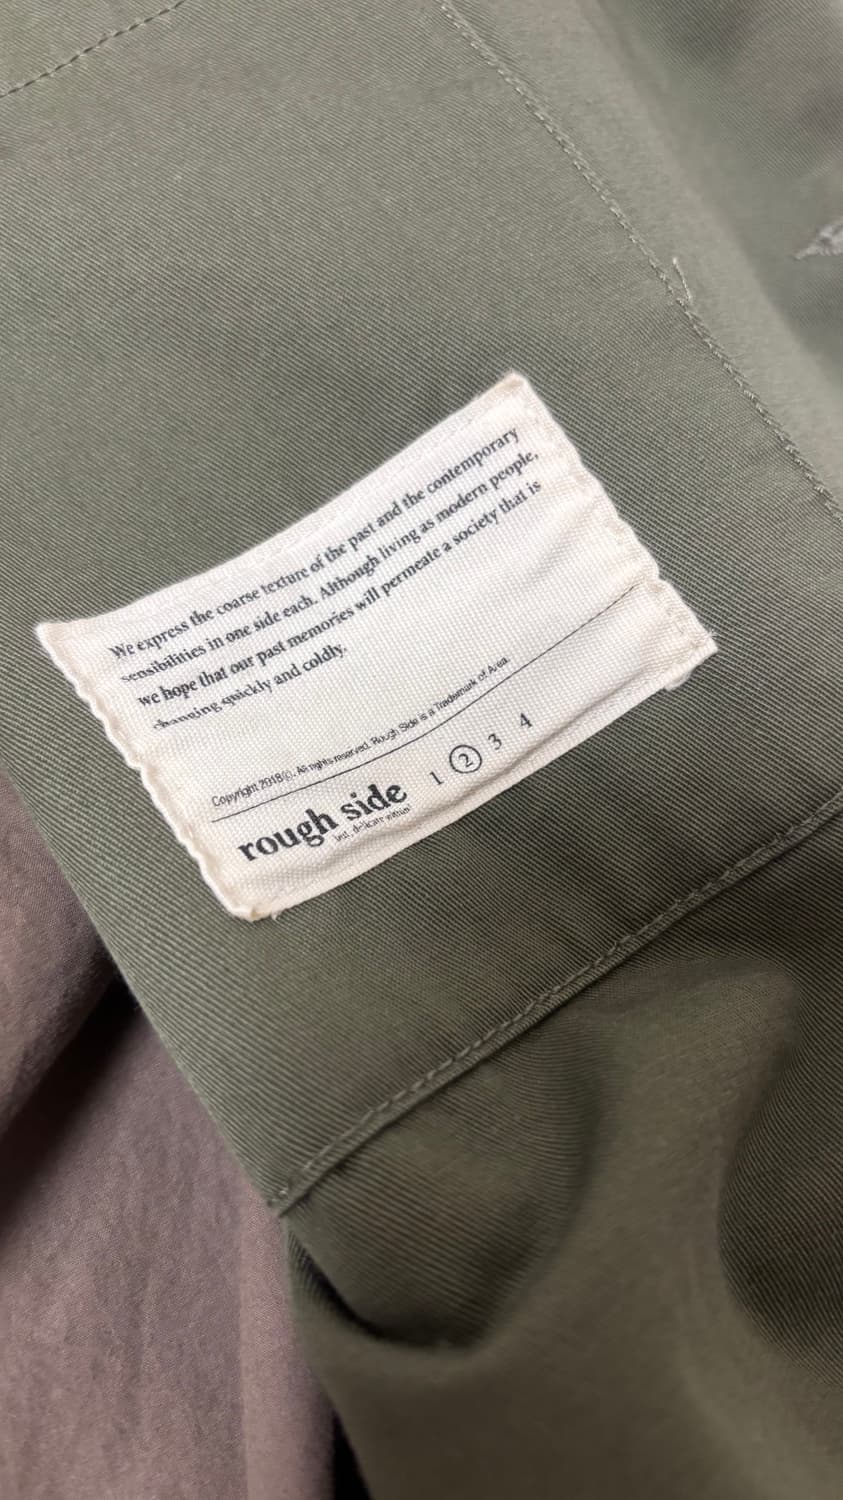 We express the coarse texture of the past and the contemporary
sensibilities in one side each. Although living as modern people,
we hope that our past memories will permeate a society that is
changing quickly and coldly.
Copyright 2018ⓒ. All rights reserved. Rough Side is a Trademark of Area.
rough side 1 ② 3 4